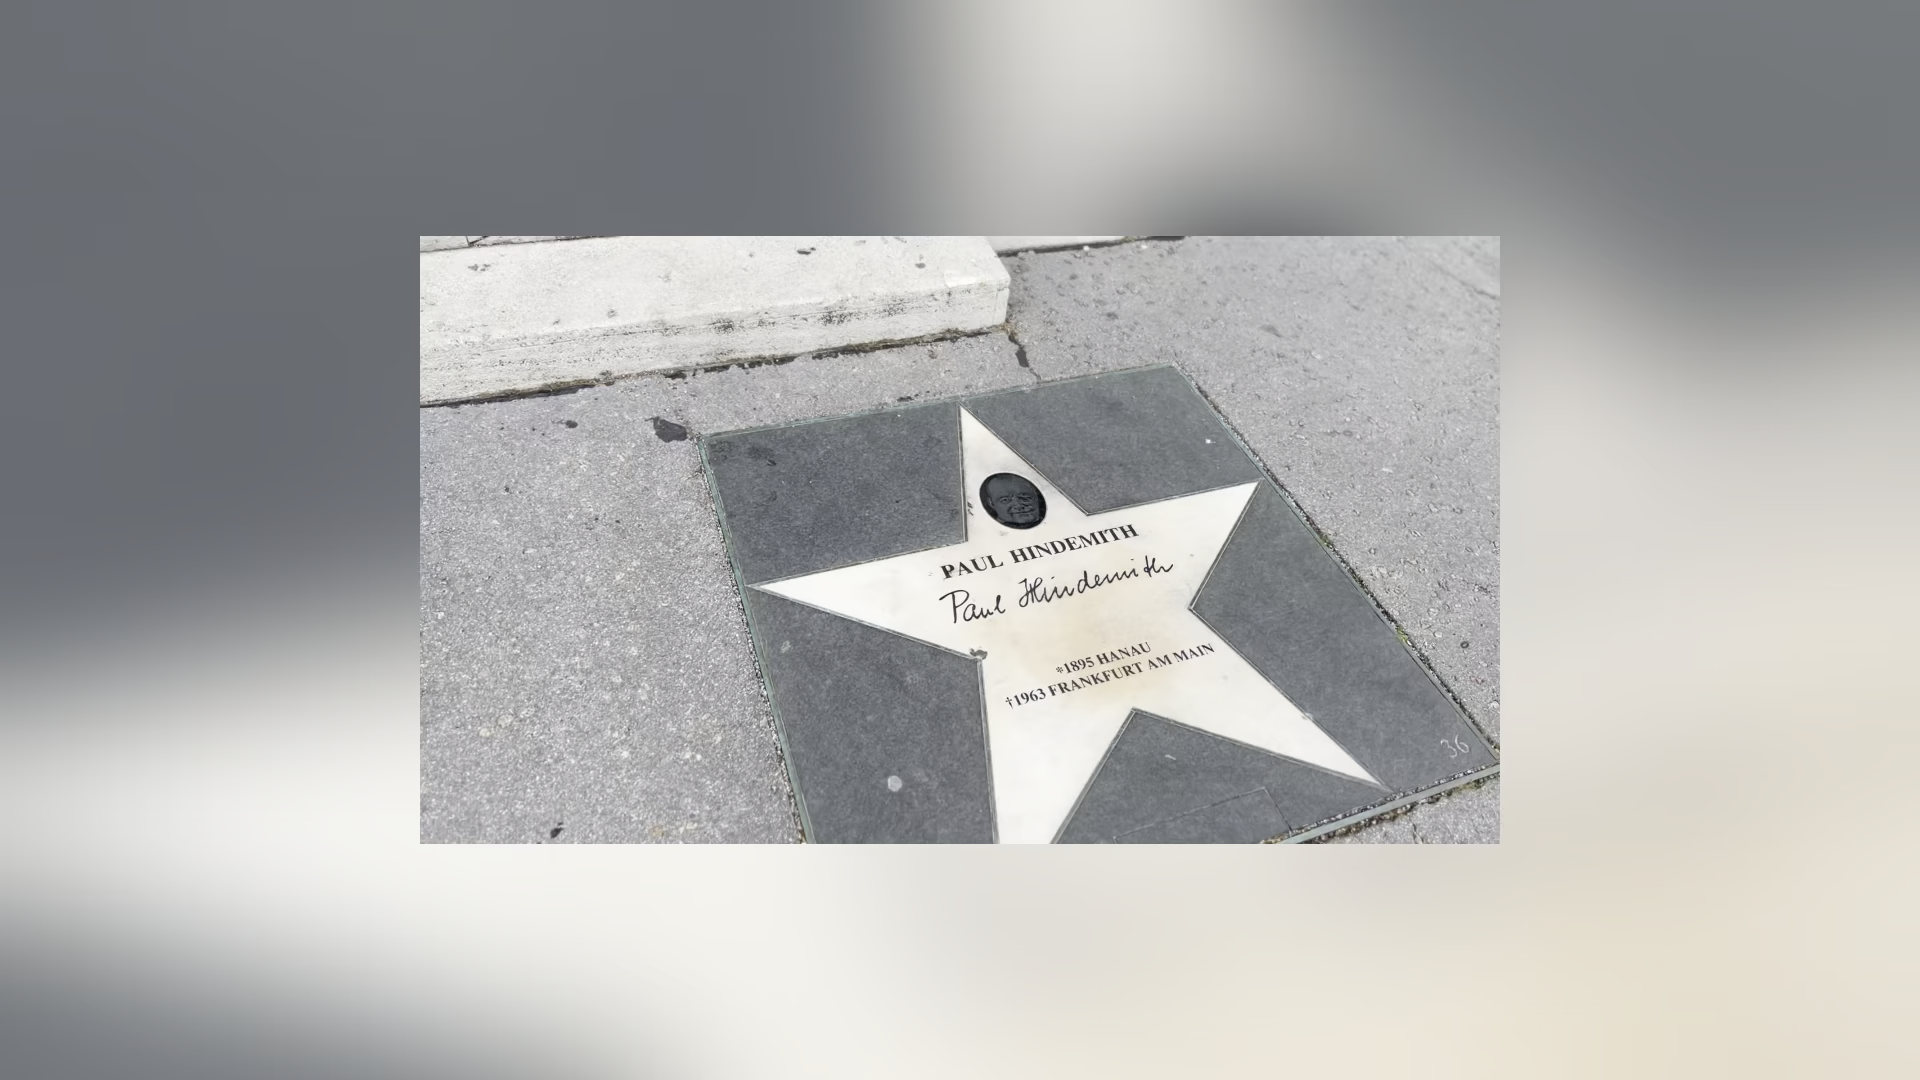 PAUL HINDEMITH
Paul Hindemith
*1895 HANAU
†1963 FRANKFURT AM MAIN
36